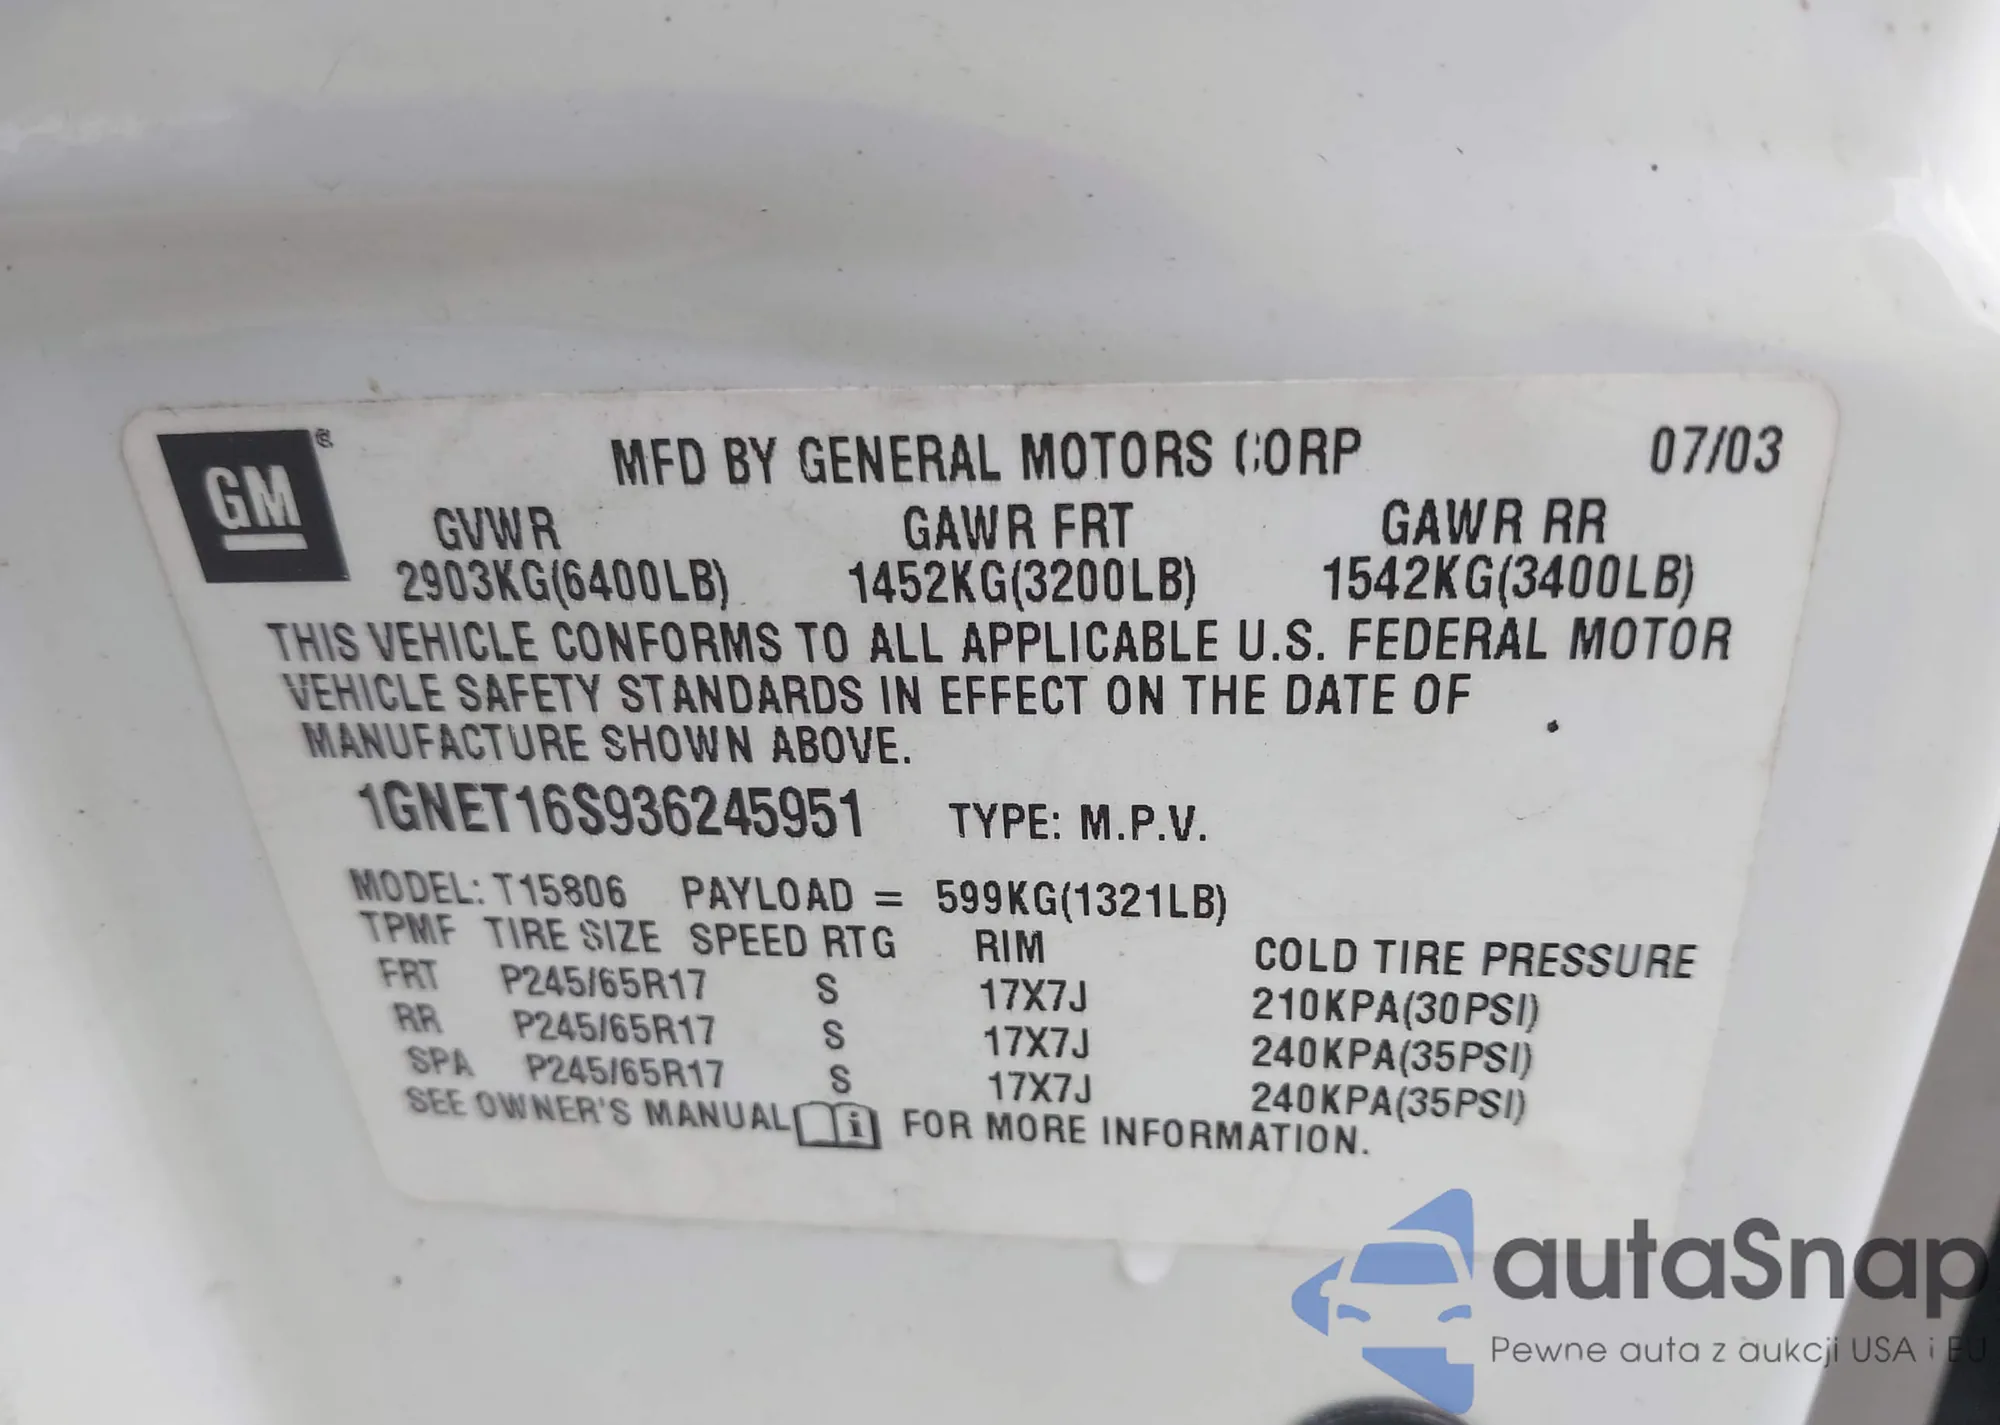 GM®
MFD BY GENERAL MOTORS CORP 07/03
GVWR GAWR FRT GAWR RR
2903KG(6400LB) 1452KG(3200LB) 1542KG(3400LB)
THIS VEHICLE CONFORMS TO ALL APPLICABLE U.S. FEDERAL MOTOR
VEHICLE SAFETY STANDARDS IN EFFECT ON THE DATE OF
MANUFACTURE SHOWN ABOVE.
1GNET16S936245951 TYPE: M.P.V.
MODEL: T15806 PAYLOAD = 599KG(1321LB)
TPMF TIRE SIZE SPEED RTG RIM COLD TIRE PRESSURE
FRT P245/65R17 S 17X7J 210KPA(30PSI)
RR P245/65R17 S 17X7J 240KPA(35PSI)
SPA P245/65R17 S 17X7J 240KPA(35PSI)
SEE OWNER'S MANUAL i FOR MORE INFORMATION.
autaSnap
Pewne auta z aukcji USA i EU